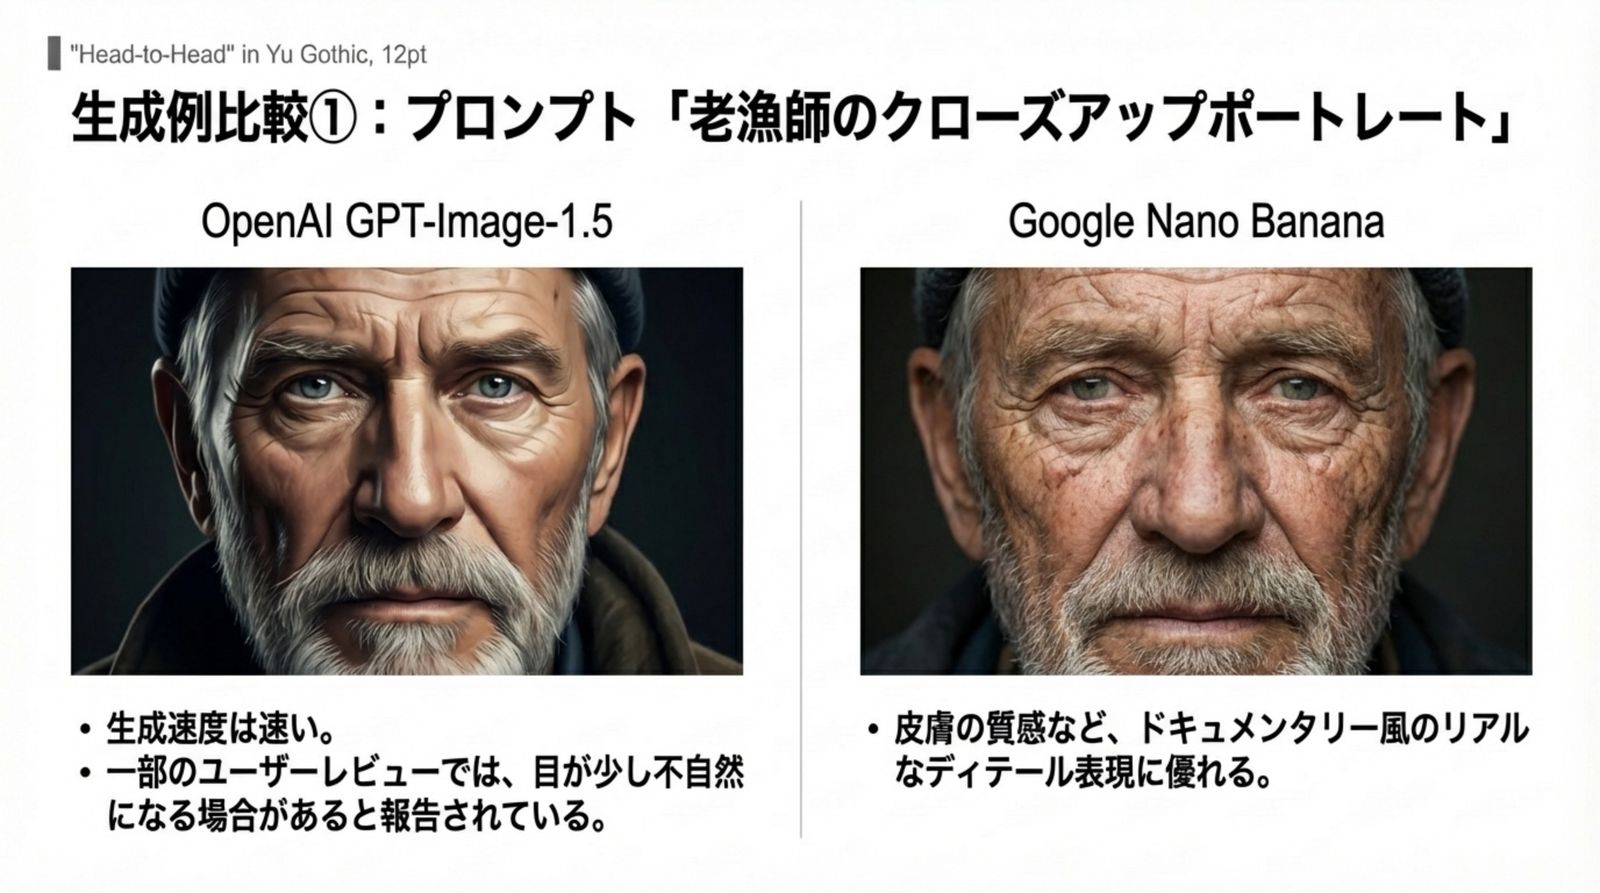 "Head-to-Head" in Yu Gothic, 12pt
生成例比較①：プロンプト「老漁師のクローズアップポートレート」
OpenAI GPT-Image-1.5
• 生成速度は速い。
• 一部のユーザーレビューでは、目が少し不自然
になる場合があると報告されている。
Google Nano Banana
• 皮膚の質感など、ドキュメンタリー風のリアル
なディテール表現に優れる。